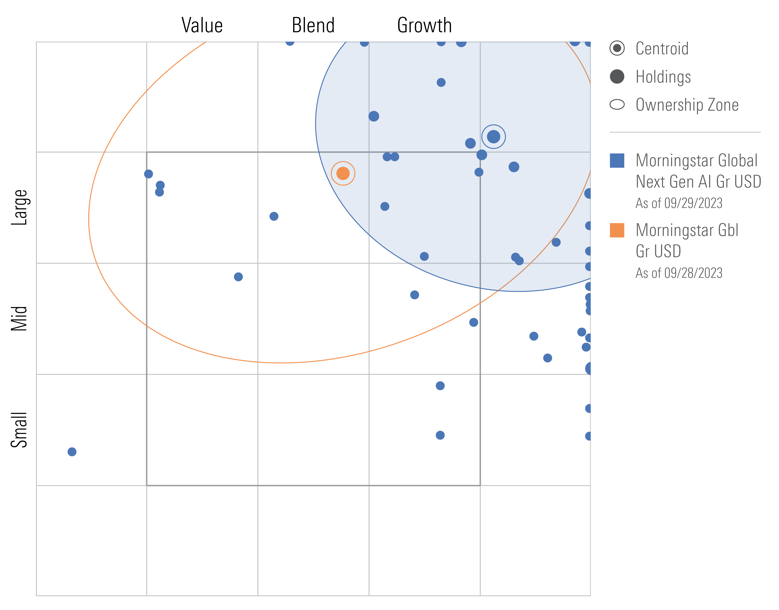 Value Blend Growth
Large
Mid
Small
Centroid
Holdings
Ownership Zone
Morningstar Global
Next Gen AI Gr USD
As of 09/29/2023
Morningstar Gbl
Gr USD
As of 09/28/2023